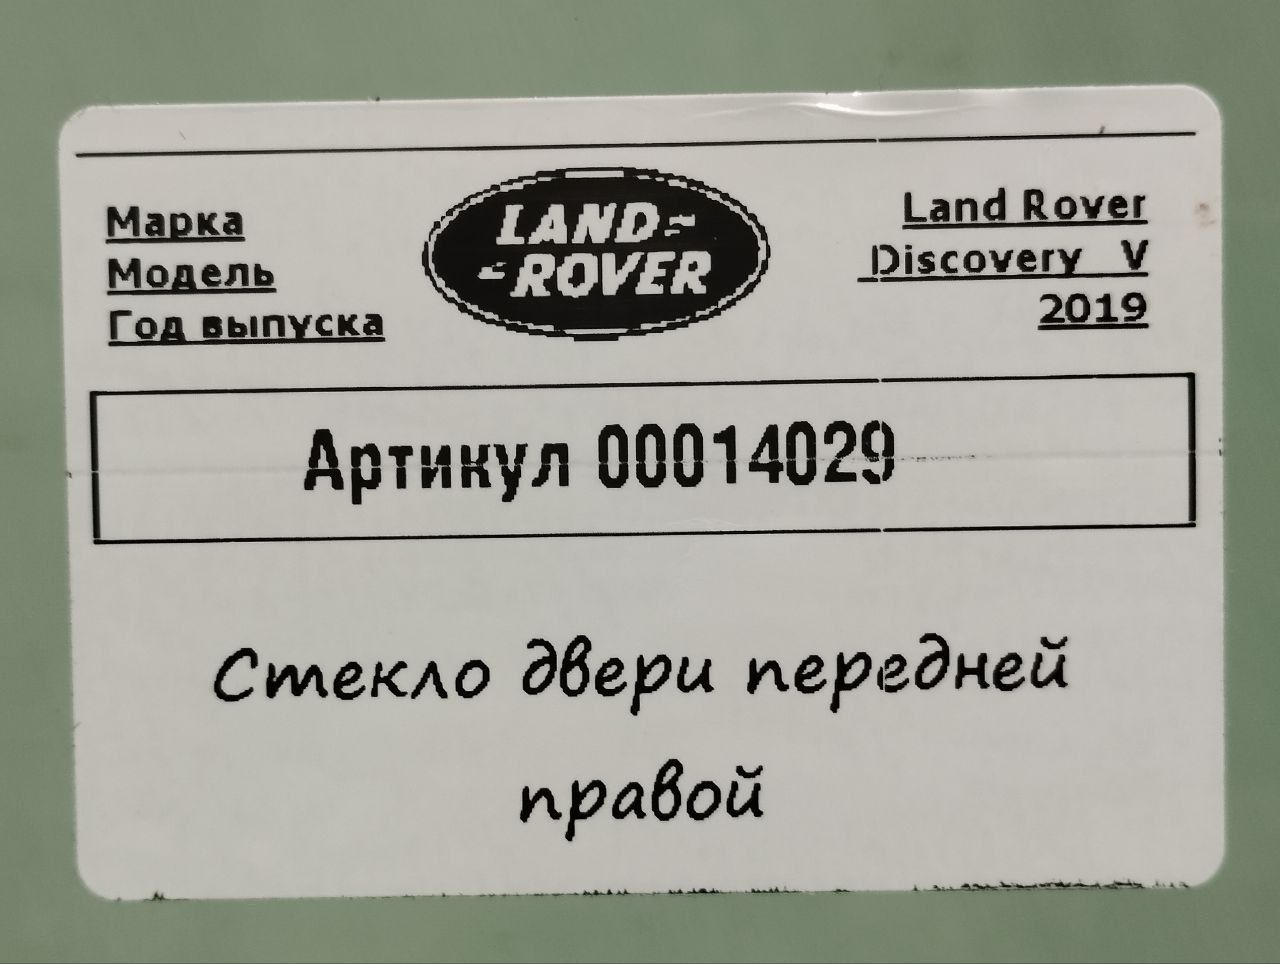 Марка
Модель
Год выпуска
LAND
ROVER
Land Rover
Discovery V
2019
Артикул 00014029
Стекло двери передней
правой